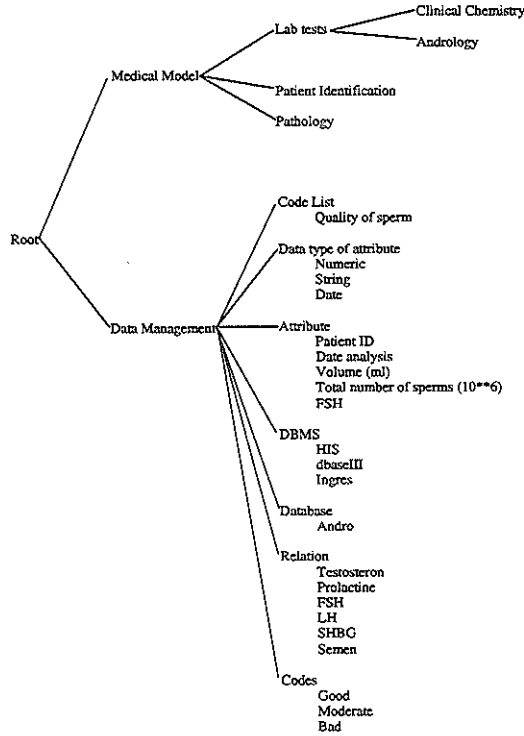 Clinical Chemistry
Lab tests
Andrology
Medical Model
Patient Identification
Pathology
Code List
Quality of sperm
Root
Data type of attribute
Numeric
String
Date
Data Management
Attribute
Patient ID
Date analysis
Volume (ml)
Total number of sperms (10**6)
FSH
DBMS
HIS
dbaseIII
Ingres
Database
Andro
Relation
Testosteron
Prolactine
FSH
LH
SHBG
Semen
Codes
Good
Moderate
Bad